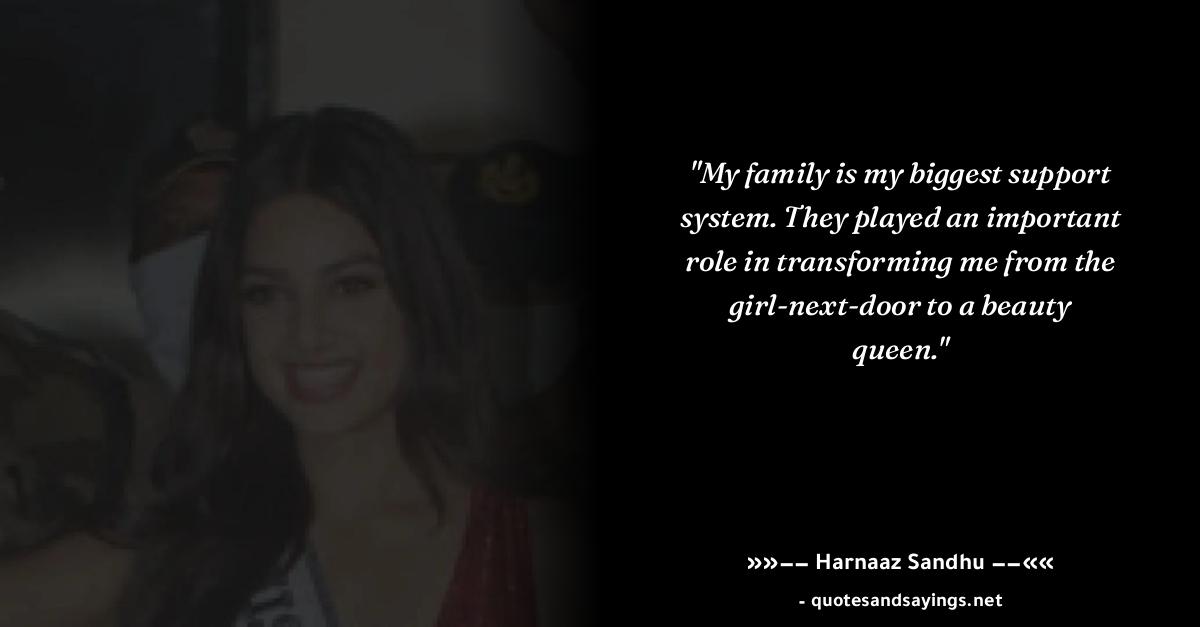 "My family is my biggest support
system. They played an important
role in transforming me from the
girl-next-door to a beauty
queen."
»»−− Harnaaz Sandhu −−««
- quotesandsayings.net